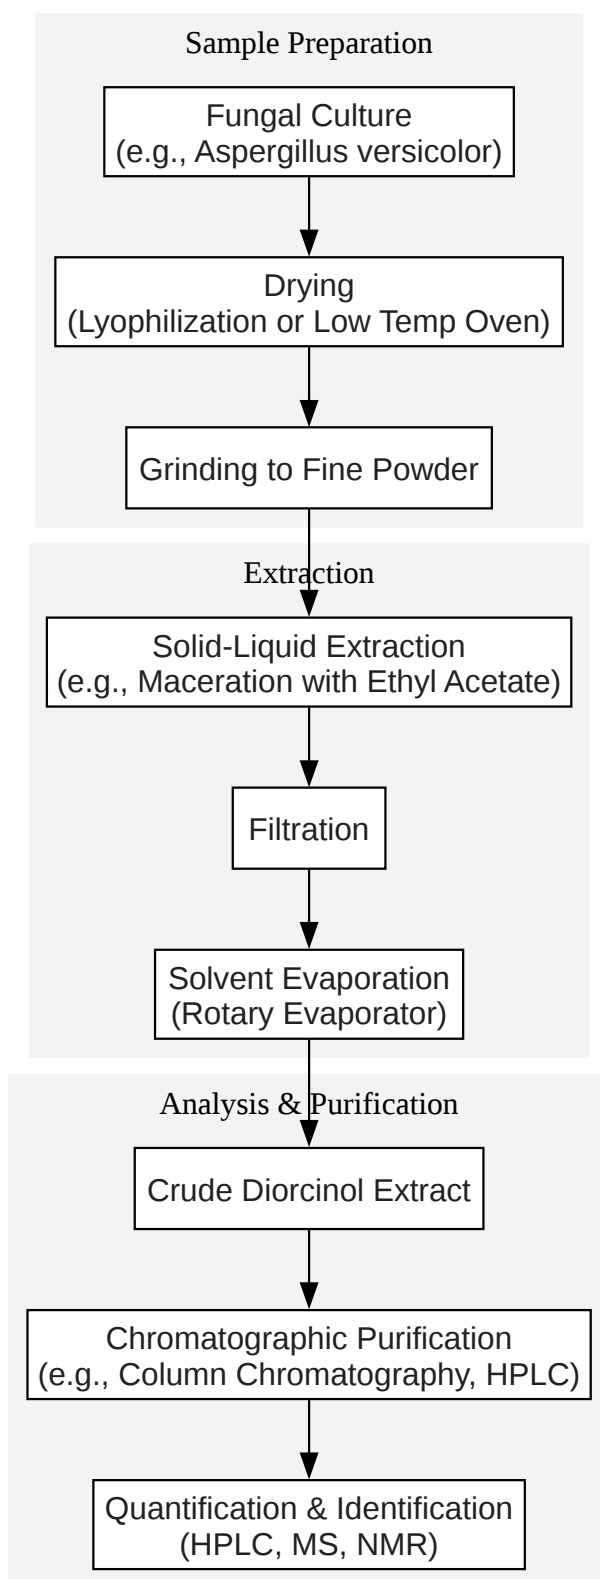 Sample Preparation
Fungal Culture
(e.g., Aspergillus versicolor)
Drying
(Lyophilization or Low Temp Oven)
Grinding to Fine Powder
Extraction
Solid-Liquid Extraction
(e.g., Maceration with Ethyl Acetate)
Filtration
Solvent Evaporation
(Rotary Evaporator)
Analysis & Purification
Crude Diorcinol Extract
Chromatographic Purification
(e.g., Column Chromatography, HPLC)
Quantification & Identification
(HPLC, MS, NMR)